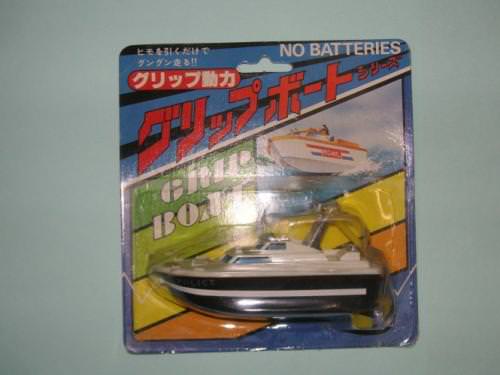 ヒモを引くだけで
グングン走る!!
NO BATTERIES
グリップ動力
グリップボート
シリーズ
GRIP
BOAT
POLICE